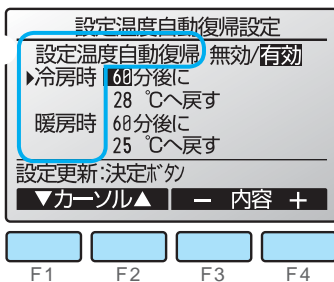 設定温度自動復帰設定
設定温度自動復帰 無効/有効
▶冷房時 60分後に
28 ℃へ戻す
暖房時 60分後に
25 ℃へ戻す
設定更新:決定ボタン
▼カーソル▲ － 内容 ＋
F1 F2 F3 F4